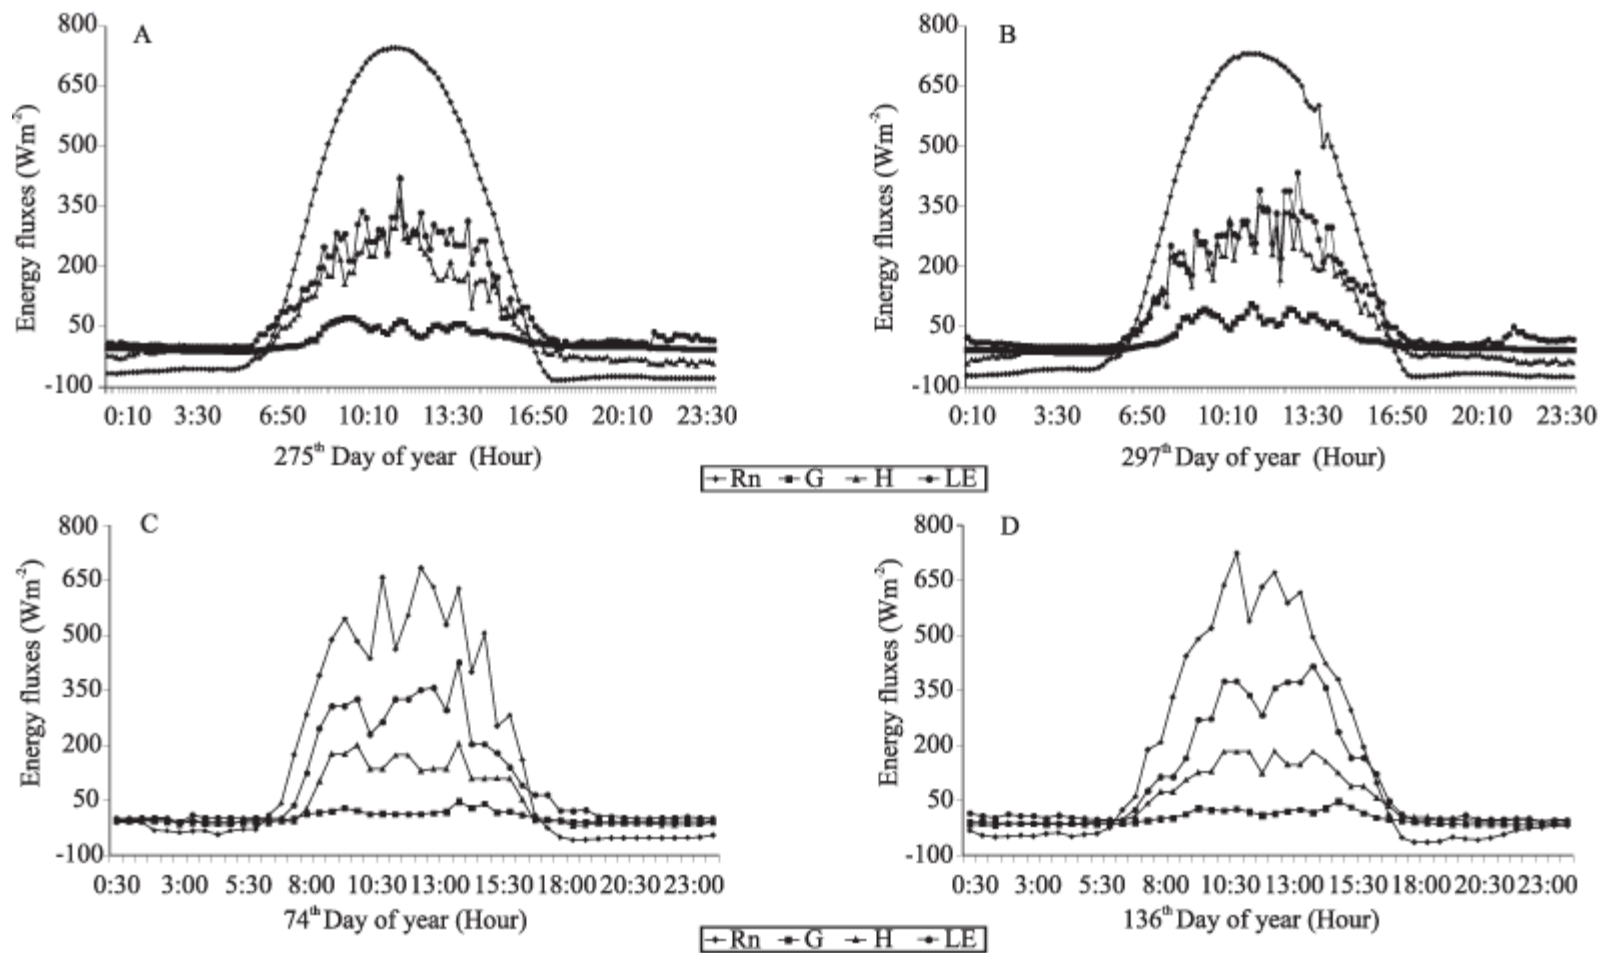 A
B
800
650
500
350
200
50
-100
Energy fluxes (Wm⁻²)
0:10 3:30 6:50 10:10 13:30 16:50 20:10 23:30
275ᵗʰ Day of year (Hour)
800
650
500
350
200
50
-100
Energy fluxes (Wm⁻²)
0:10 3:30 6:50 10:10 13:30 16:50 20:10 23:30
297ᵗʰ Day of year (Hour)
Rn G H LE
C
D
800
650
500
350
200
50
-100
Energy fluxes (Wm⁻²)
0:30 3:00 5:30 8:00 10:30 13:00 15:30 18:00 20:30 23:00
74ᵗʰ Day of year (Hour)
800
650
500
350
200
50
-100
Energy fluxes (Wm⁻²)
0:30 3:00 5:30 8:00 10:30 13:00 15:30 18:00 20:30 23:00
136ᵗʰ Day of year (Hour)
Rn G H LE